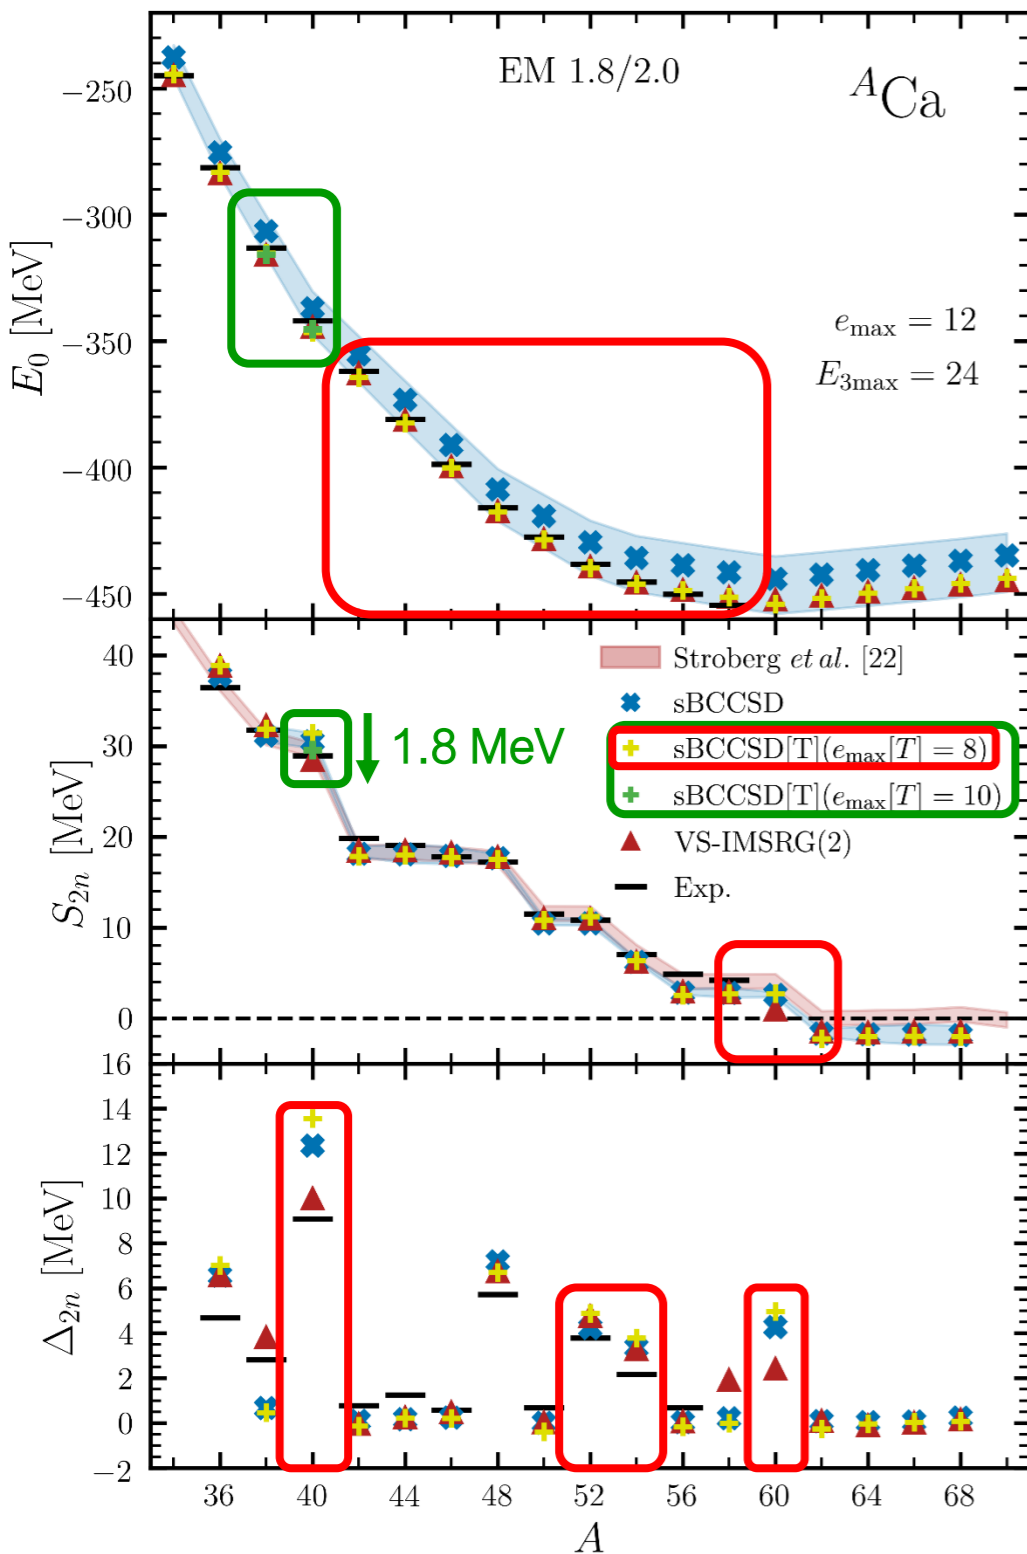 EM 1.8/2.0
ᴬCa
−250
−300
−350
−400
−450
E₀ [MeV]
eₘₐₓ = 12
E₃ₘₐₓ = 24
40
30
20
10
0
S₂ₙ [MeV]
1.8 MeV
Stroberg et al. [22]
sBCCSD
sBCCSD[T](eₘₐₓ[T] = 8)
sBCCSD[T](eₘₐₓ[T] = 10)
VS-IMSRG(2)
Exp.
16
16
14
12
10
8
6
4
2
0
−2
Δ₂ₙ [MeV]
36
40
44
48
52
56
60
64
68
A